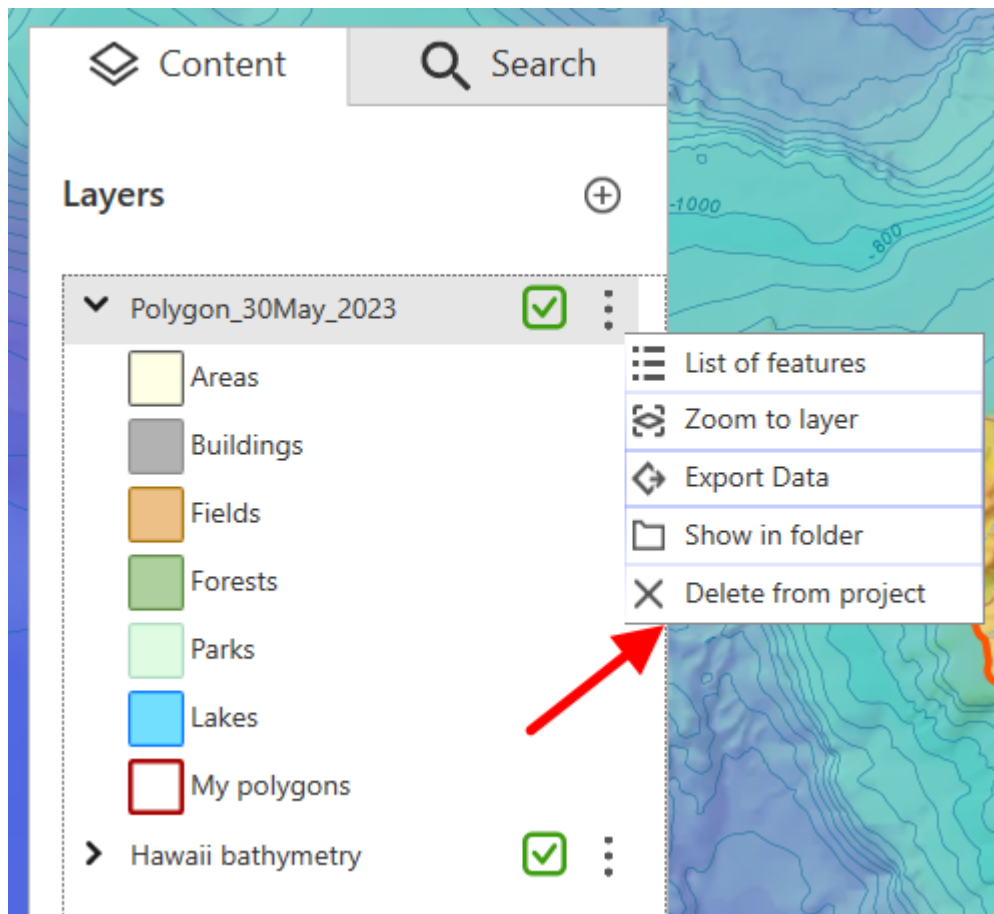 Content
Search
Layers
-1000
-800
Polygon_30May_2023
List of features
Areas
Zoom to layer
Buildings
Export Data
Fields
Show in folder
Forests
Delete from project
Parks
Lakes
My polygons
Hawaii bathymetry